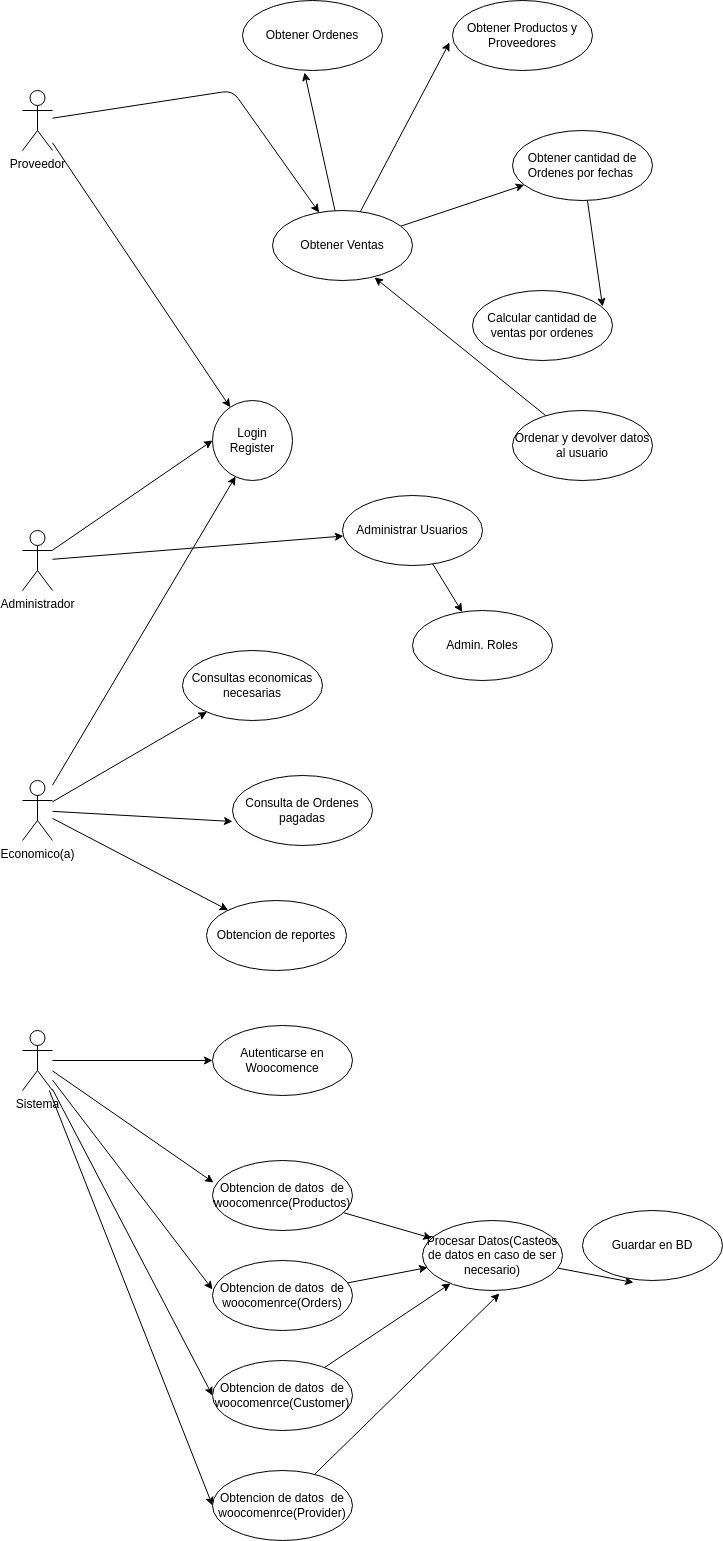 Obtener Ordenes
Obtener Productos y
Proveedores
Proveedor
Obtener cantidad de
Ordenes por fechas
Obtener Ventas
Calcular cantidad de
ventas por ordenes
Login
Register
Ordenar y devolver datos
al usuario
Administrador
Administrar Usuarios
Admin. Roles
Consultas economicas
necesarias
Economico(a)
Consulta de Ordenes
pagadas
Obtencion de reportes
Sistema
Autenticarse en
Woocomence
Obtencion de datos de
woocomenrce(Productos)
Procesar Datos(Casteos
de datos en caso de ser
necesario)
Guardar en BD
Obtencion de datos de
woocomenrce(Orders)
Obtencion de datos de
woocomenrce(Customer)
Obtencion de datos de
woocomenrce(Provider)